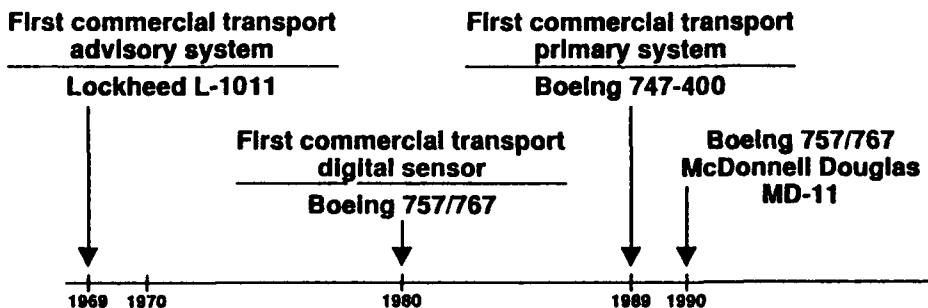 First commercial transport
advisory system
Lockheed L-1011
First commercial transport
primary system
Boeing 747-400
First commercial transport
digital sensor
Boeing 757/767
Boeing 757/767
McDonnell Douglas
MD-11
1969 1970 1980 1989 1990